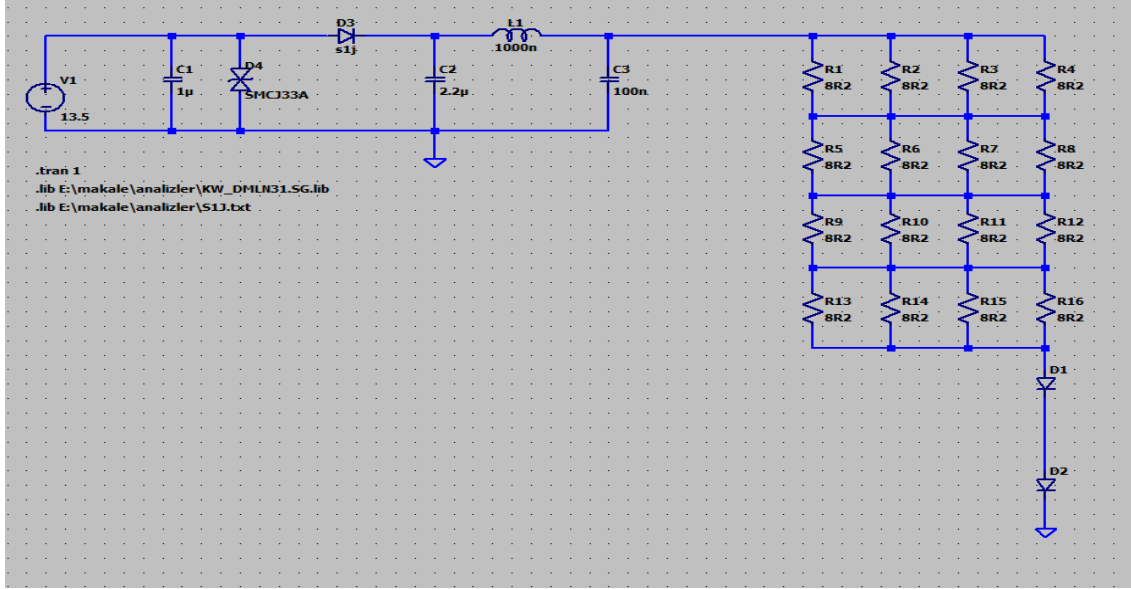 D3
s1j
L1
1000n
V1
13.5
C1
1µ
D4
SMCJ33A
C2
2.2µ
C3
100n
R1
8R2
R2
8R2
R3
8R2
R4
8R2
R5
8R2
R6
8R2
R7
8R2
R8
8R2
.tran 1
.lib E:\makale\analizler\KW_DMLN31.SG.lib
.lib E:\makale\analizler\S1J.txt
R9
8R2
R10
8R2
R11
8R2
R12
8R2
R13
8R2
R14
8R2
R15
8R2
R16
8R2
D1
D2